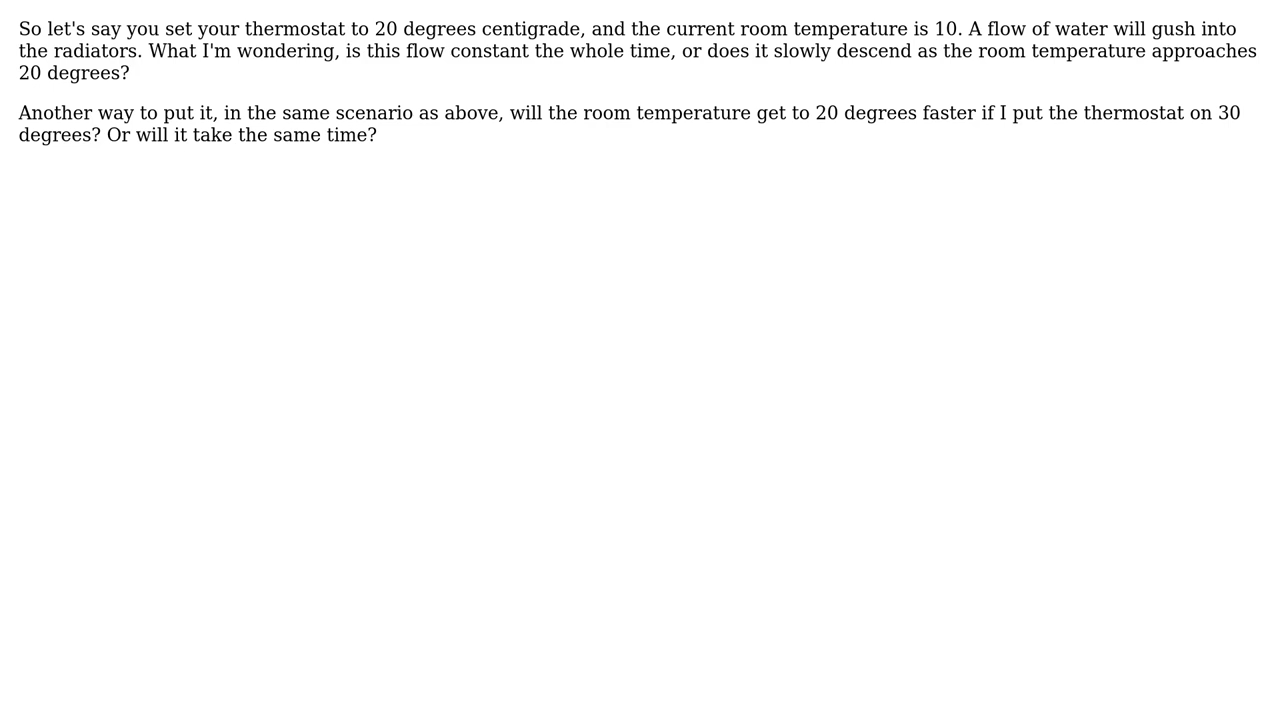 So let's say you set your thermostat to 20 degrees centigrade, and the current room temperature is 10. A flow of water will gush into
the radiators. What I'm wondering, is this flow constant the whole time, or does it slowly descend as the room temperature approaches
20 degrees?
Another way to put it, in the same scenario as above, will the room temperature get to 20 degrees faster if I put the thermostat on 30
degrees? Or will it take the same time?